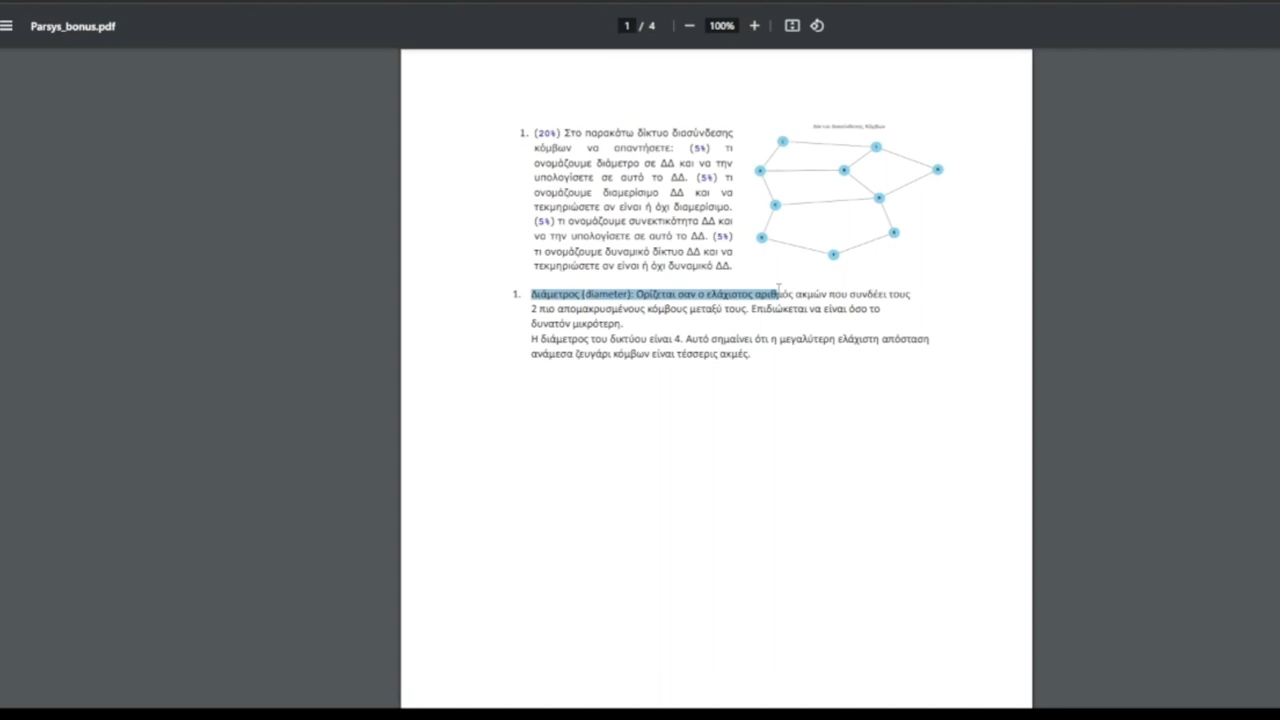 Parsys_bonus.pdf
1 / 4
100%
1. (20%) Στο παρακάτω δίκτυο διασύνδεσης
κόμβων να απαντήσετε: (5%) τι
ονομάζουμε διάμετρο σε ΔΔ και να την
υπολογίσετε σε αυτό το ΔΔ. (5%) τι
ονομάζουμε διαμερίσιμο ΔΔ και να
τεκμηριώσετε αν είναι ή όχι διαμερίσιμο.
(5%) τι ονομάζουμε συνεκτικότητα ΔΔ και
να την υπολογίσετε σε αυτό το ΔΔ. (5%)
τι ονομάζουμε δυναμικό δίκτυο ΔΔ και να
τεκμηριώσετε αν είναι ή όχι δυναμικό ΔΔ.
Δίκτυο Διασύνδεσης Κόμβων
1. Διάμετρος (diameter): Ορίζεται σαν ο ελάχιστος αριθμός ακμών που συνδέει τους
2 πιο απομακρυσμένους κόμβους μεταξύ τους. Επιδιώκεται να είναι όσο το
δυνατόν μικρότερη.
Η διάμετρος του δικτύου είναι 4. Αυτό σημαίνει ότι η μεγαλύτερη ελάχιστη απόσταση
ανάμεσα ζευγάρι κόμβων είναι τέσσερις ακμές.